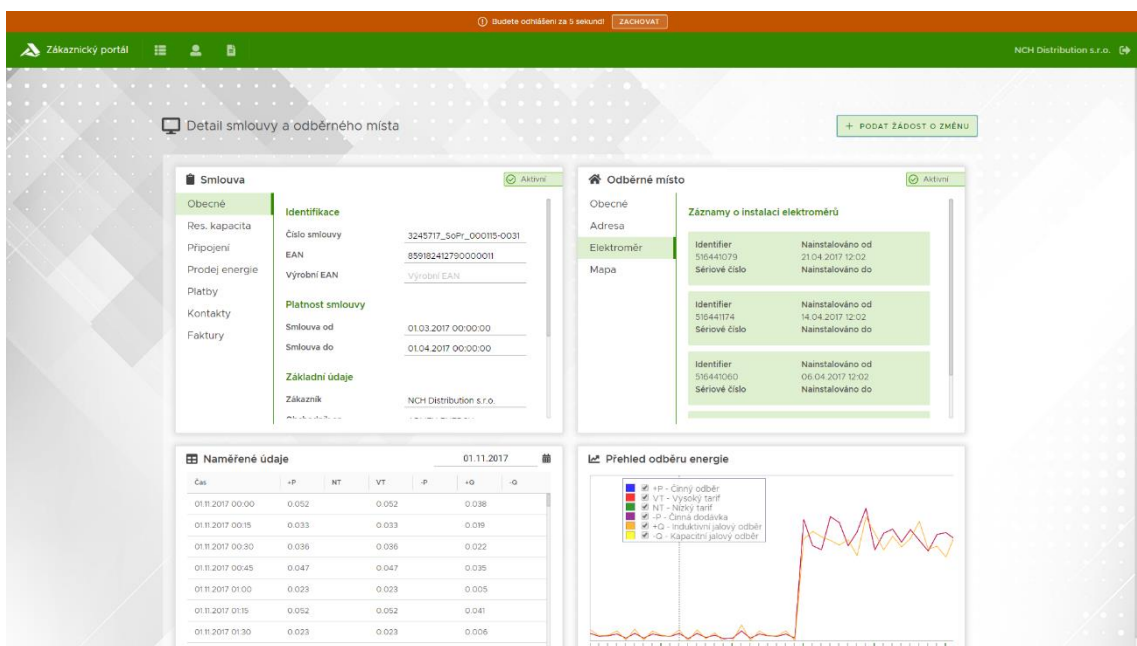 Budete odhlášeni za 5 sekund! ZACHOVAT
Zákaznický portál
NCH Distribution s.r.o.
Detail smlouvy a odběrného místa
+ PODAT ŽÁDOST O ZMĚNU
Smlouva
Aktivní
Obecné
Res. kapacita
Připojení
Prodej energie
Platby
Kontakty
Faktury
Identifikace
Číslo smlouvy 3245717_SoPr_000115-0031
EAN 859182412790000011
Výrobní EAN Výrobní EAN
Platnost smlouvy
Smlouva od 01.03.2017 00:00:00
Smlouva do 01.04.2017 00:00:00
Základní údaje
Zákazník NCH Distribution s.r.o.
Odběrné místo
Aktivní
Obecné
Adresa
Elektroměr
Mapa
Záznamy o instalaci elektroměrů
Identifier Nainstalováno od
516441079 21.04.2017 12:02
Sériové číslo Nainstalováno do
Identifier Nainstalováno od
516441174 14.04.2017 12:02
Sériové číslo Nainstalováno do
Identifier Nainstalováno od
516441060 06.04.2017 12:02
Sériové číslo Nainstalováno do
Naměřené údaje 01.11.2017
Čas +P NT VT -P +Q -Q
01.11.2017 00:00 0.052 0.052 0.038
01.11.2017 00:15 0.033 0.033 0.019
01.11.2017 00:30 0.036 0.036 0.022
01.11.2017 00:45 0.047 0.047 0.035
01.11.2017 01:00 0.023 0.023 0.005
01.11.2017 01:15 0.052 0.052 0.041
01.11.2017 01:30 0.023 0.023 0.006
Přehled odběru energie
+P - Činný odběr
VT - Vysoký tarif
NT - Nízký tarif
-P - Činná dodávka
+Q - Induktivní jalový odběr
-Q - Kapacitní jalový odběr